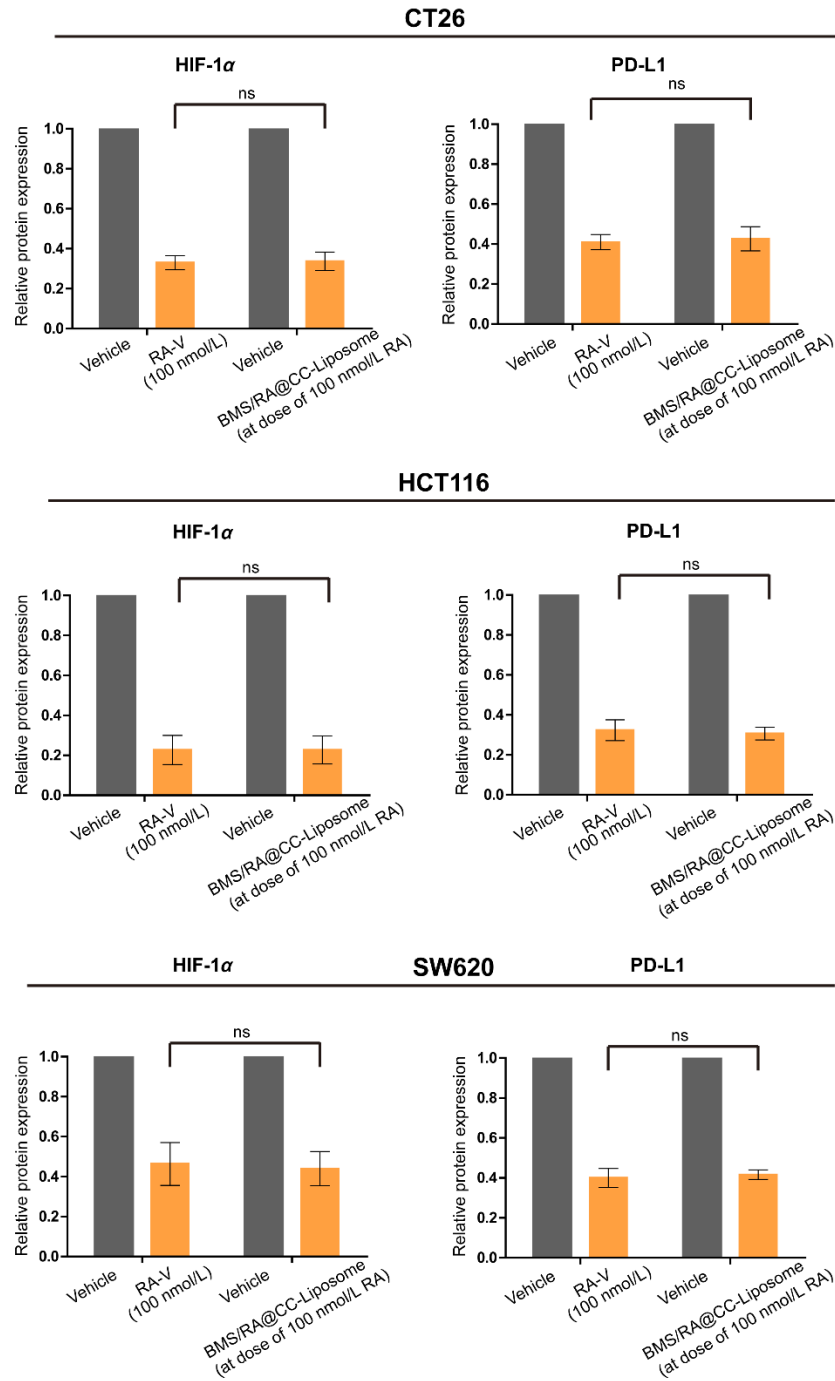 CT26
HIF-1α
PD-L1
ns
ns
Relative protein expression
1.0
0.8
0.6
0.4
0.2
0.0
Vehicle
RA-V
(100 nmol/L)
Vehicle
BMS/RA@CC-Liposome
(at dose of 100 nmol/L RA)
Relative protein expression
1.0
0.8
0.6
0.4
0.2
0.0
Vehicle
RA-V
(100 nmol/L)
Vehicle
BMS/RA@CC-Liposome
(at dose of 100 nmol/L RA)
HCT116
HIF-1α
PD-L1
ns
ns
Relative protein expression
1.0
0.8
0.6
0.4
0.2
0.0
Vehicle
RA-V
(100 nmol/L)
Vehicle
BMS/RA@CC-Liposome
(at dose of 100 nmol/L RA)
Relative protein expression
1.0
0.8
0.6
0.4
0.2
0.0
Vehicle
RA-V
(100 nmol/L)
Vehicle
BMS/RA@CC-Liposome
(at dose of 100 nmol/L RA)
HIF-1α
SW620
PD-L1
ns
ns
Relative protein expression
1.0
0.8
0.6
0.4
0.2
0.0
Vehicle
RA-V
(100 nmol/L)
Vehicle
BMS/RA@CC-Liposome
(at dose of 100 nmol/L RA)
Relative protein expression
1.0
0.8
0.6
0.4
0.2
0.0
Vehicle
RA-V
(100 nmol/L)
Vehicle
BMS/RA@CC-Liposome
(at dose of 100 nmol/L RA)